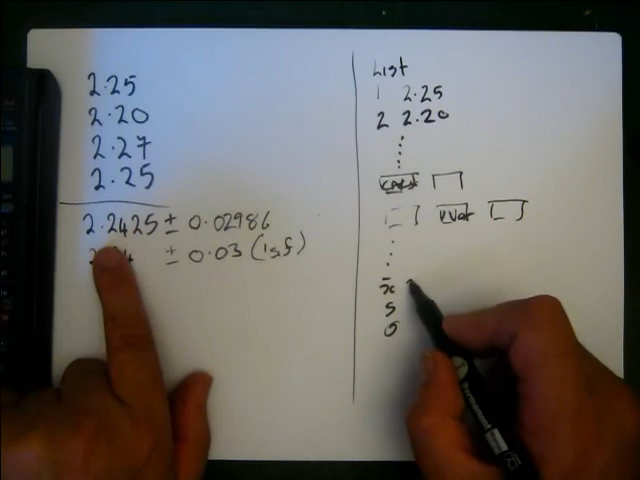 2.25
2.20
2.27
2.25
2.2425 ± 0.02986
± 0.03 (1sf)
List
1 2.25
2 2.20
x̄
s
σ